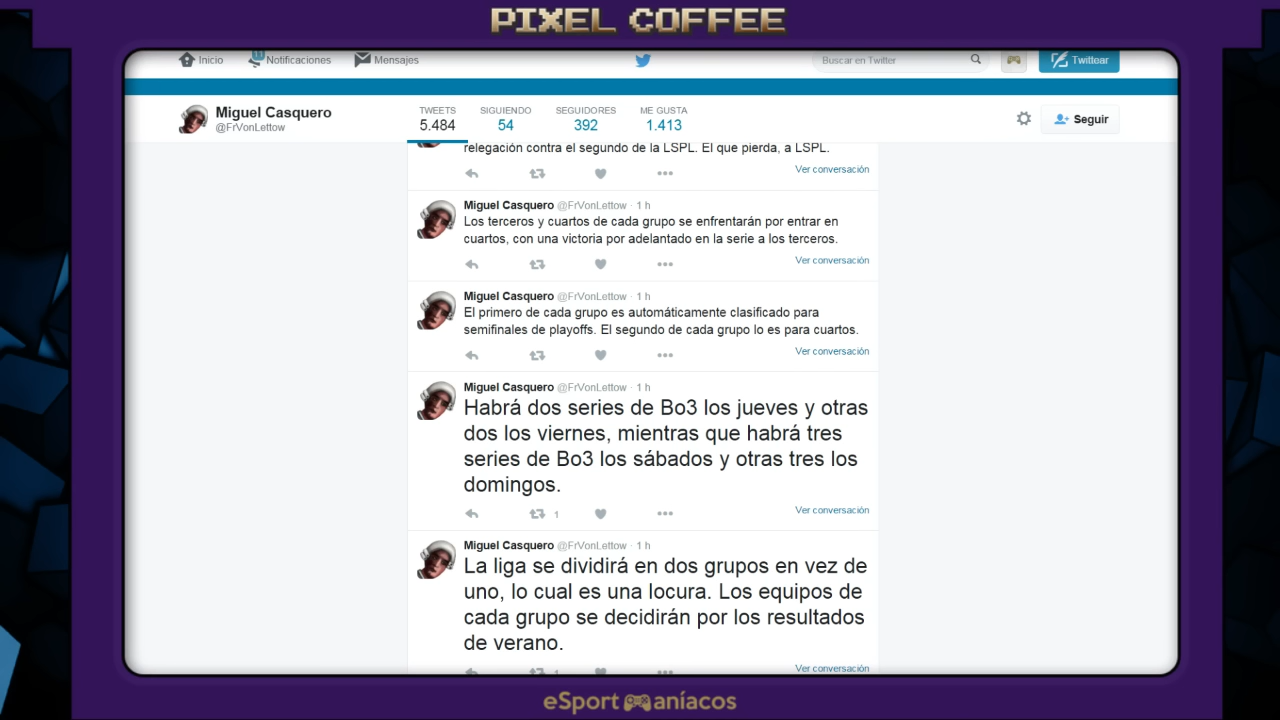 PIXEL COFFEE
Inicio
11
Notificaciones
Mensajes
Buscar en Twitter
Twittear
Miguel Casquero
@FrVonLettow
TWEETS
5.484
SIGUIENDO
54
SEGUIDORES
392
ME GUSTA
1.413
Seguir
relegación contra el segundo de la LSPL. El que pierda, a LSPL.
Ver conversación
Miguel Casquero @FrVonLettow · 1 h
Los terceros y cuartos de cada grupo se enfrentarán por entrar en
cuartos, con una victoria por adelantado en la serie a los terceros.
Ver conversación
Miguel Casquero @FrVonLettow · 1 h
El primero de cada grupo es automáticamente clasificado para
semifinales de playoffs. El segundo de cada grupo lo es para cuartos.
Ver conversación
Miguel Casquero @FrVonLettow · 1 h
Habrá dos series de Bo3 los jueves y otras
dos los viernes, mientras que habrá tres
series de Bo3 los sábados y otras tres los
domingos.
1
Ver conversación
Miguel Casquero @FrVonLettow · 1 h
La liga se dividirá en dos grupos en vez de
uno, lo cual es una locura. Los equipos de
cada grupo se decidirán por los resultados
de verano.
1
Ver conversación
eSport maníacos